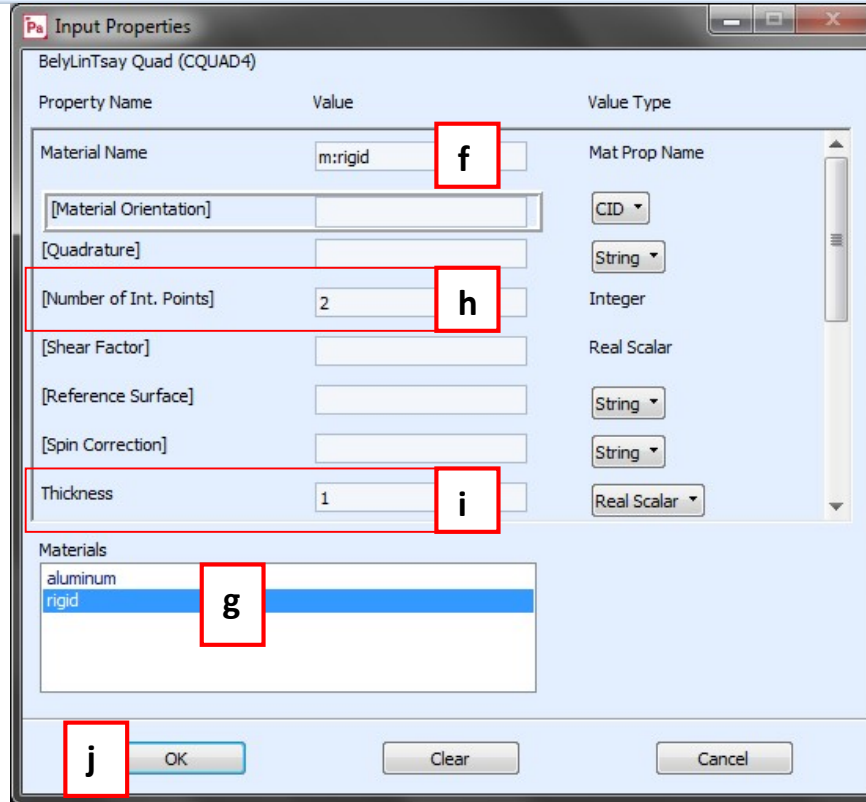 Pa Input Properties
BelyLinTsay Quad (CQUAD4)
Property Name Value Value Type
Material Name m:rigid f Mat Prop Name
[Material Orientation] CID
[Quadrature] String
[Number of Int. Points] 2 h Integer
[Shear Factor] Real Scalar
[Reference Surface] String
[Spin Correction] String
Thickness 1 i Real Scalar
Materials
aluminum
rigid g
j OK Clear Cancel